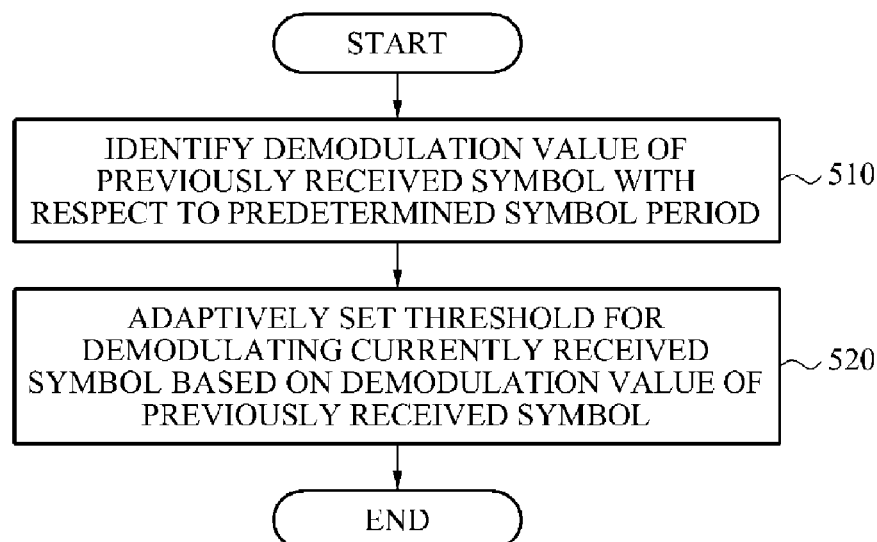 START
IDENTIFY DEMODULATION VALUE OF
PREVIOUSLY RECEIVED SYMBOL WITH
RESPECT TO PREDETERMINED SYMBOL PERIOD
510
ADAPTIVELY SET THRESHOLD FOR
DEMODULATING CURRENTLY RECEIVED
SYMBOL BASED ON DEMODULATION VALUE OF
PREVIOUSLY RECEIVED SYMBOL
520
END